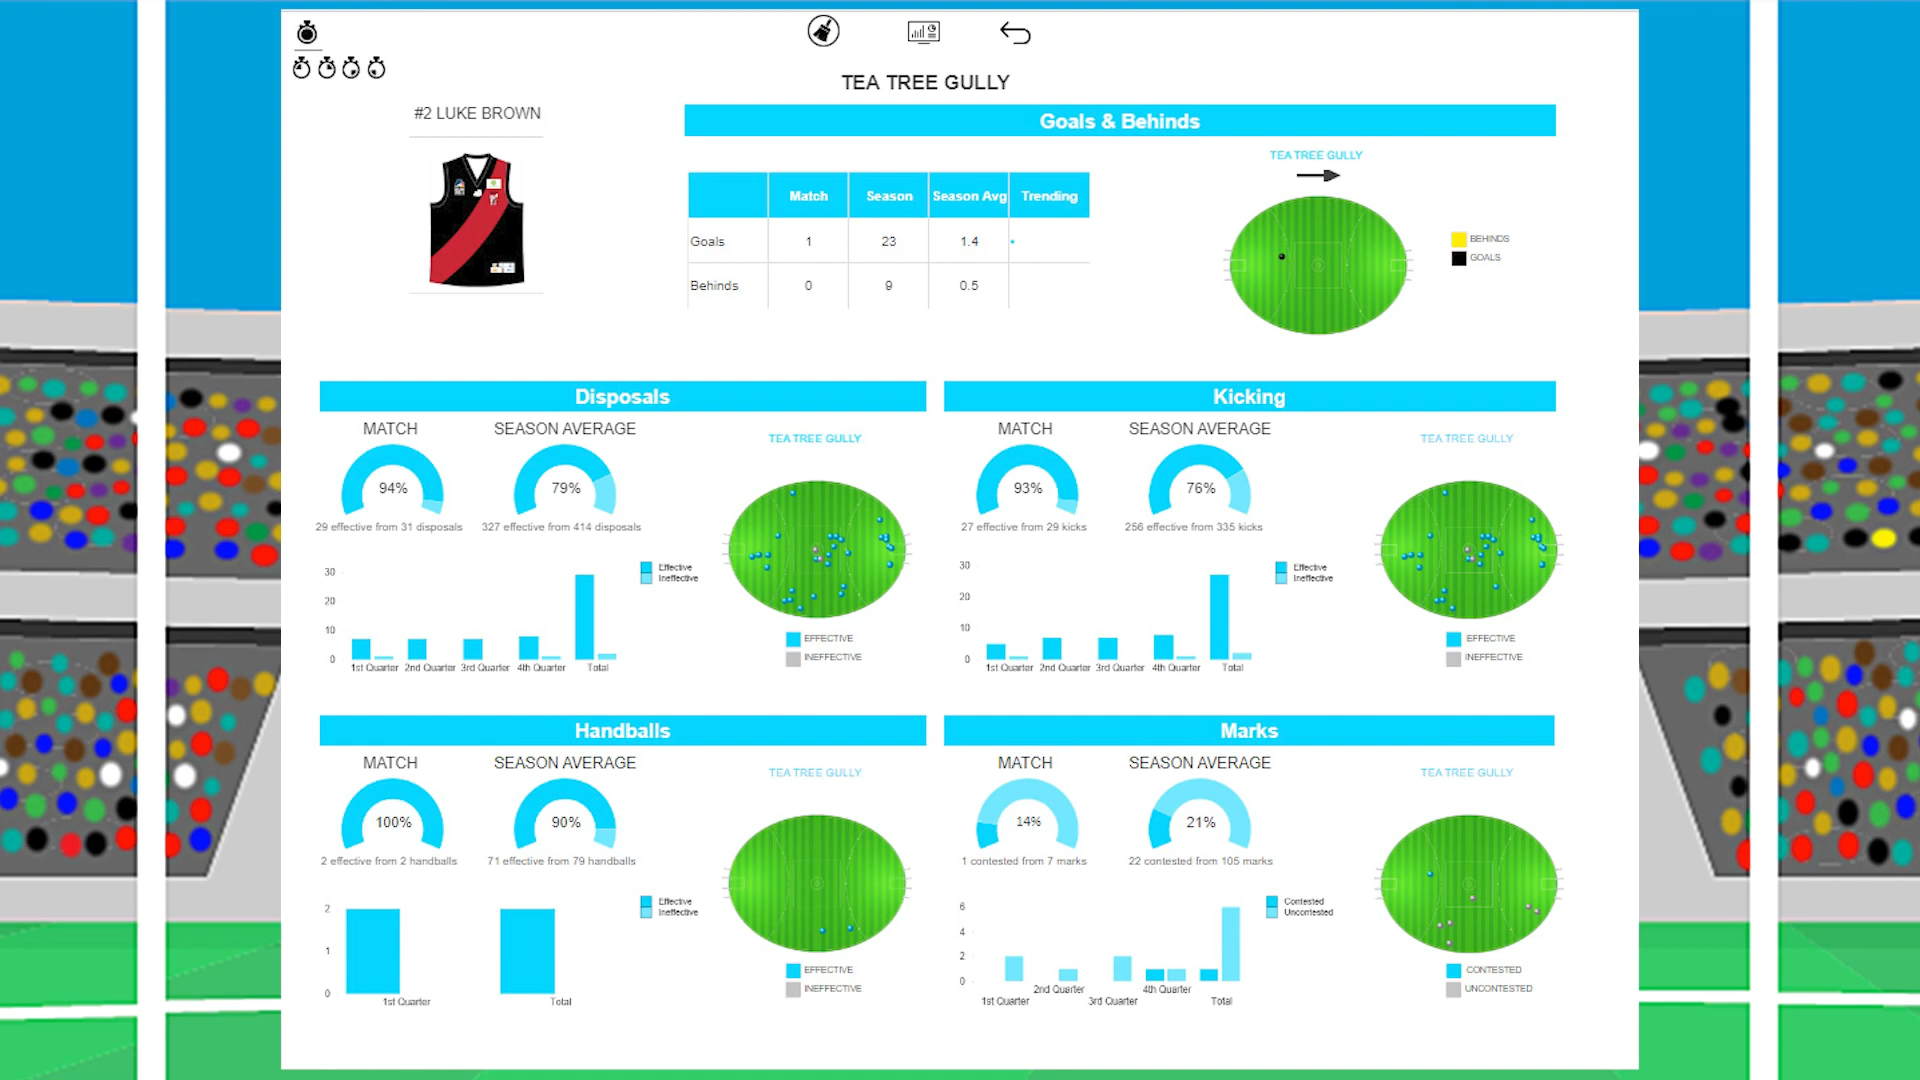 TEA TREE GULLY
#2 LUKE BROWN
Goals & Behinds
TEA TREE GULLY
Match Season Season Avg Trending
Goals 1 23 1.4
Behinds 0 9 0.5
BEHINDS
GOALS
Disposals
MATCH SEASON AVERAGE
TEA TREE GULLY
94% 79%
29 effective from 31 disposals 327 effective from 414 disposals
Effective
Ineffective
30
20
10
0
1st Quarter 2nd Quarter 3rd Quarter 4th Quarter Total
EFFECTIVE
INEFFECTIVE
Kicking
MATCH SEASON AVERAGE
TEA TREE GULLY
93% 76%
27 effective from 29 kicks 256 effective from 335 kicks
Effective
Ineffective
30
20
10
0
1st Quarter 2nd Quarter 3rd Quarter 4th Quarter Total
EFFECTIVE
INEFFECTIVE
Handballs
MATCH SEASON AVERAGE
TEA TREE GULLY
100% 90%
2 effective from 2 handballs 71 effective from 79 handballs
Effective
Ineffective
2
1
0
1st Quarter Total
EFFECTIVE
INEFFECTIVE
Marks
MATCH SEASON AVERAGE
TEA TREE GULLY
14% 21%
1 contested from 7 marks 22 contested from 105 marks
Contested
Uncontested
6
4
2
0
1st Quarter 2nd Quarter 3rd Quarter 4th Quarter Total
CONTESTED
UNCONTESTED